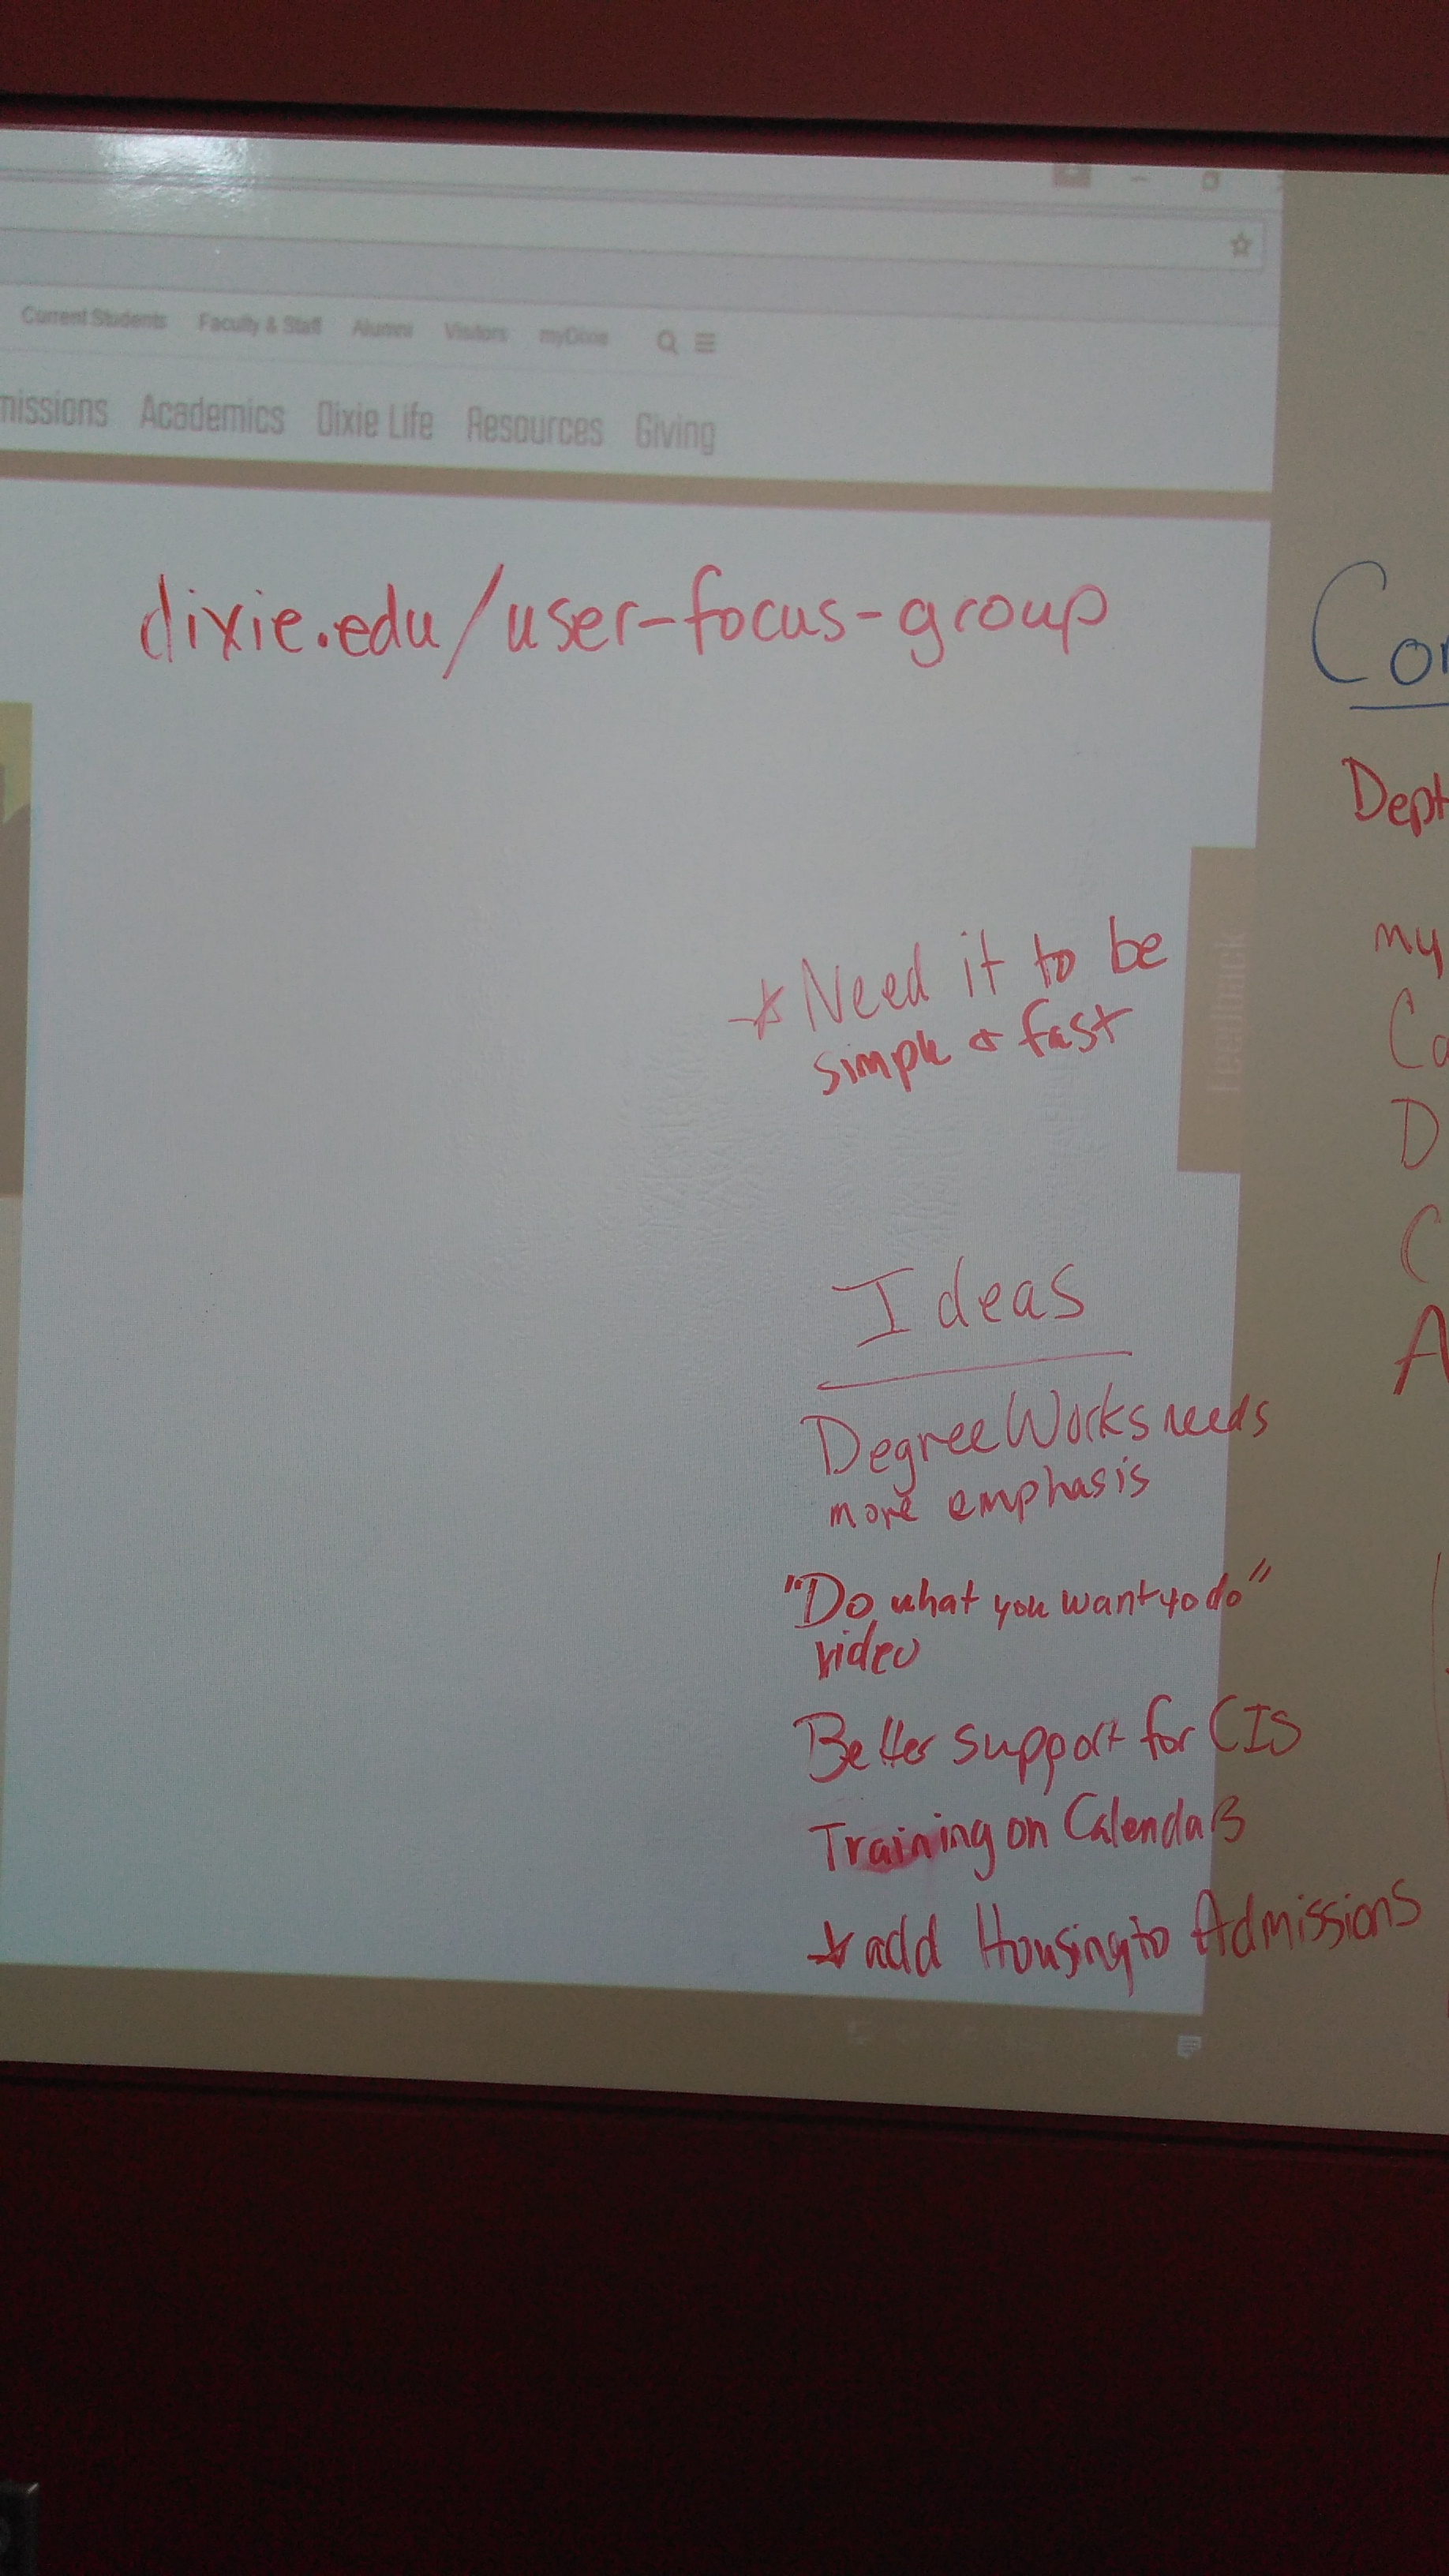 Current Students Faculty & Staff Alumni Visitors myDixie
missions Academics Dixie Life Resources Giving
dixie.edu/user-focus-group
Con
Dept
* Need it to be
simple & fast
Feedback
my
Ca
D
C
A
Ideas
DegreeWorks needs
more emphasis
"Do what you want to do"
video
Better support for CIS
Training on Calendars
* add Housing to Admissions